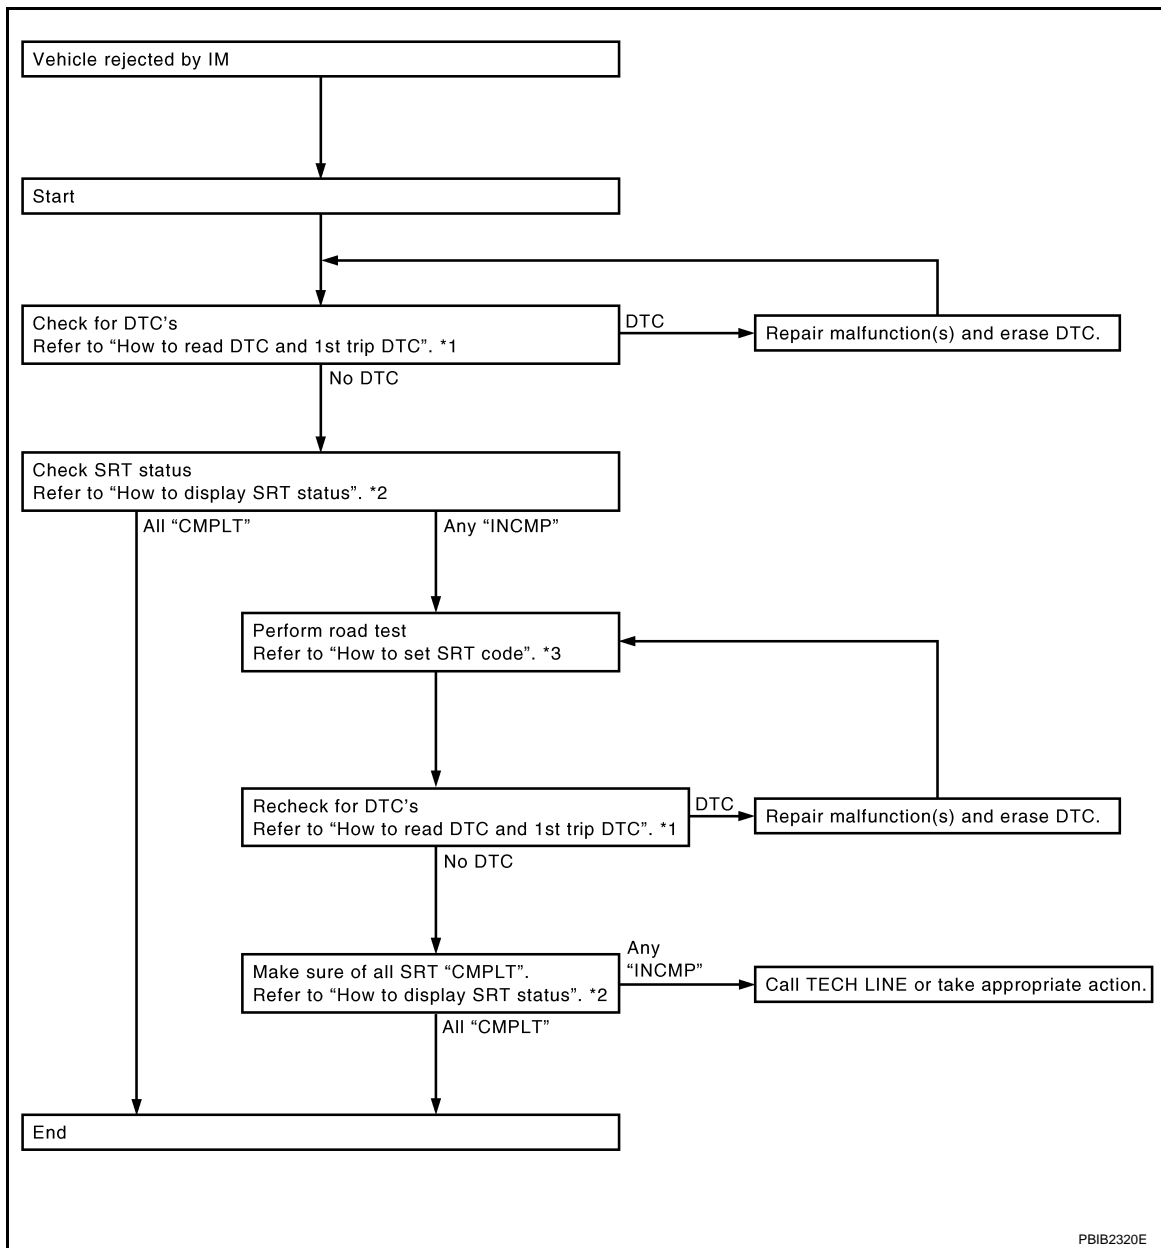 Vehicle rejected by IM
Start
Check for DTC's
Refer to “How to read DTC and 1st trip DTC”. *1
DTC
Repair malfunction(s) and erase DTC.
No DTC
Check SRT status
Refer to “How to display SRT status”. *2
All “CMPLT”
Any “INCMP”
Perform road test
Refer to “How to set SRT code”. *3
Recheck for DTC's
Refer to “How to read DTC and 1st trip DTC”. *1
DTC
Repair malfunction(s) and erase DTC.
No DTC
Make sure of all SRT “CMPLT”.
Refer to “How to display SRT status”. *2
Any
“INCMP”
Call TECH LINE or take appropriate action.
All “CMPLT”
End
PBIB2320E